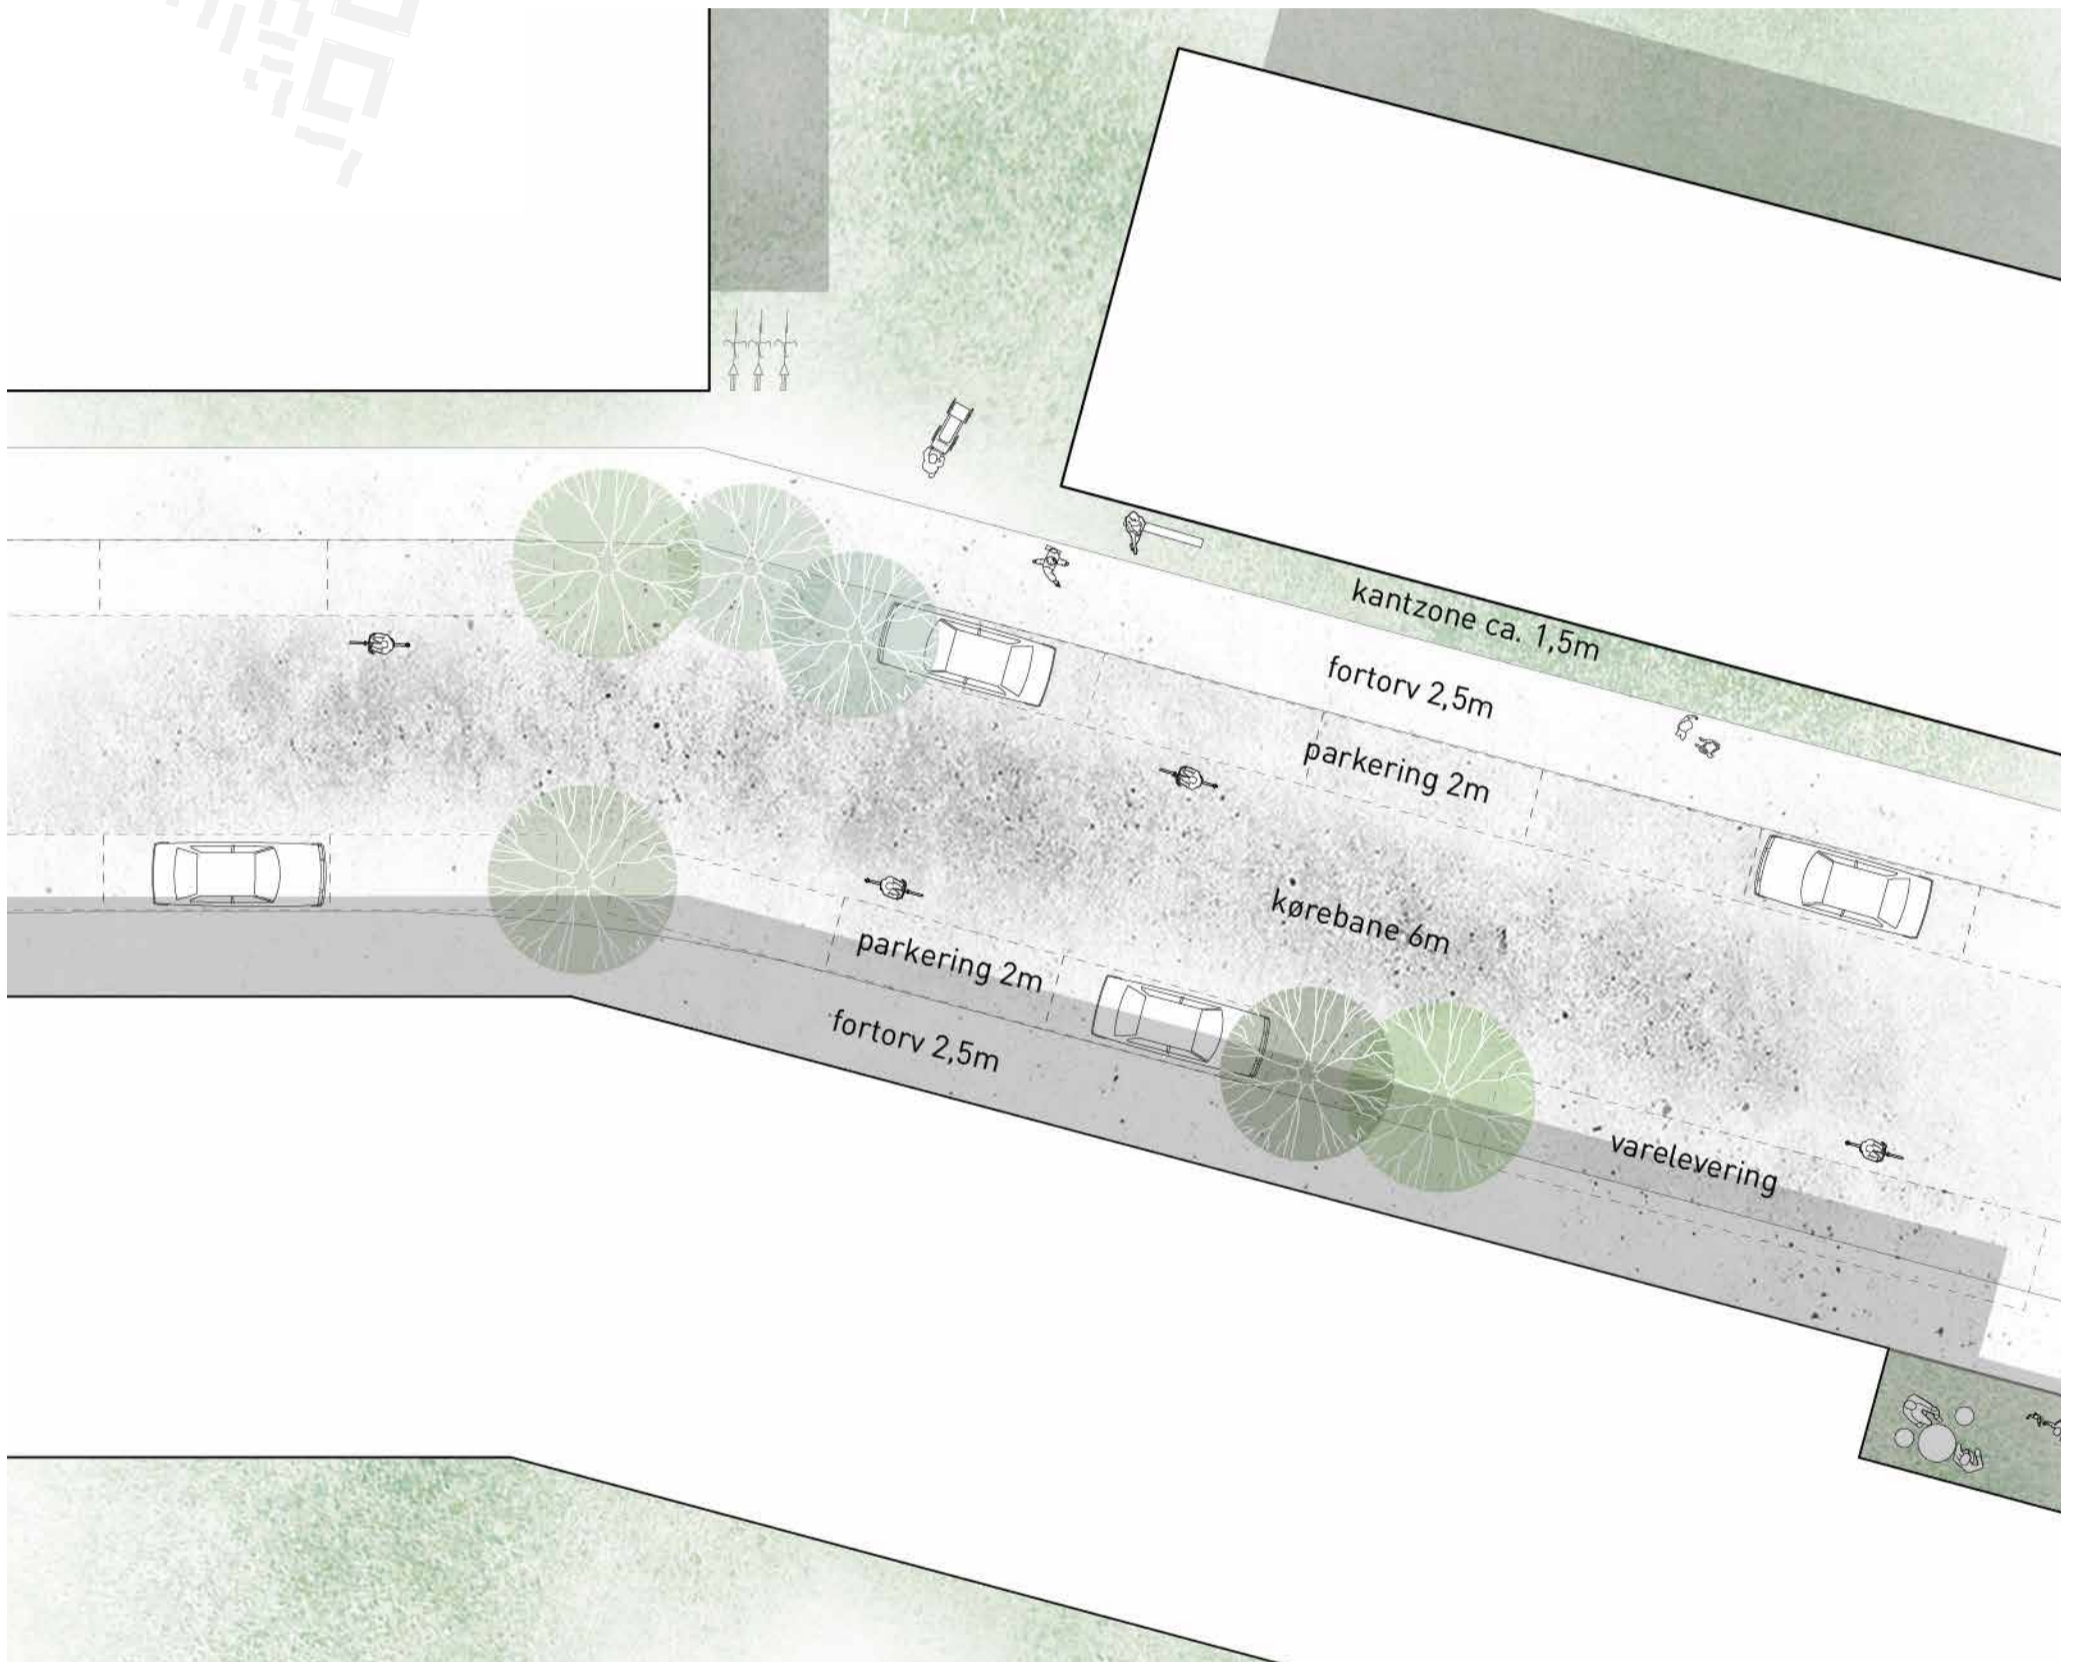 kantzone ca. 1,5m
fortorv 2,5m
parkering 2m
kørebane 6m
parkering 2m
fortorv 2,5m
varelevering